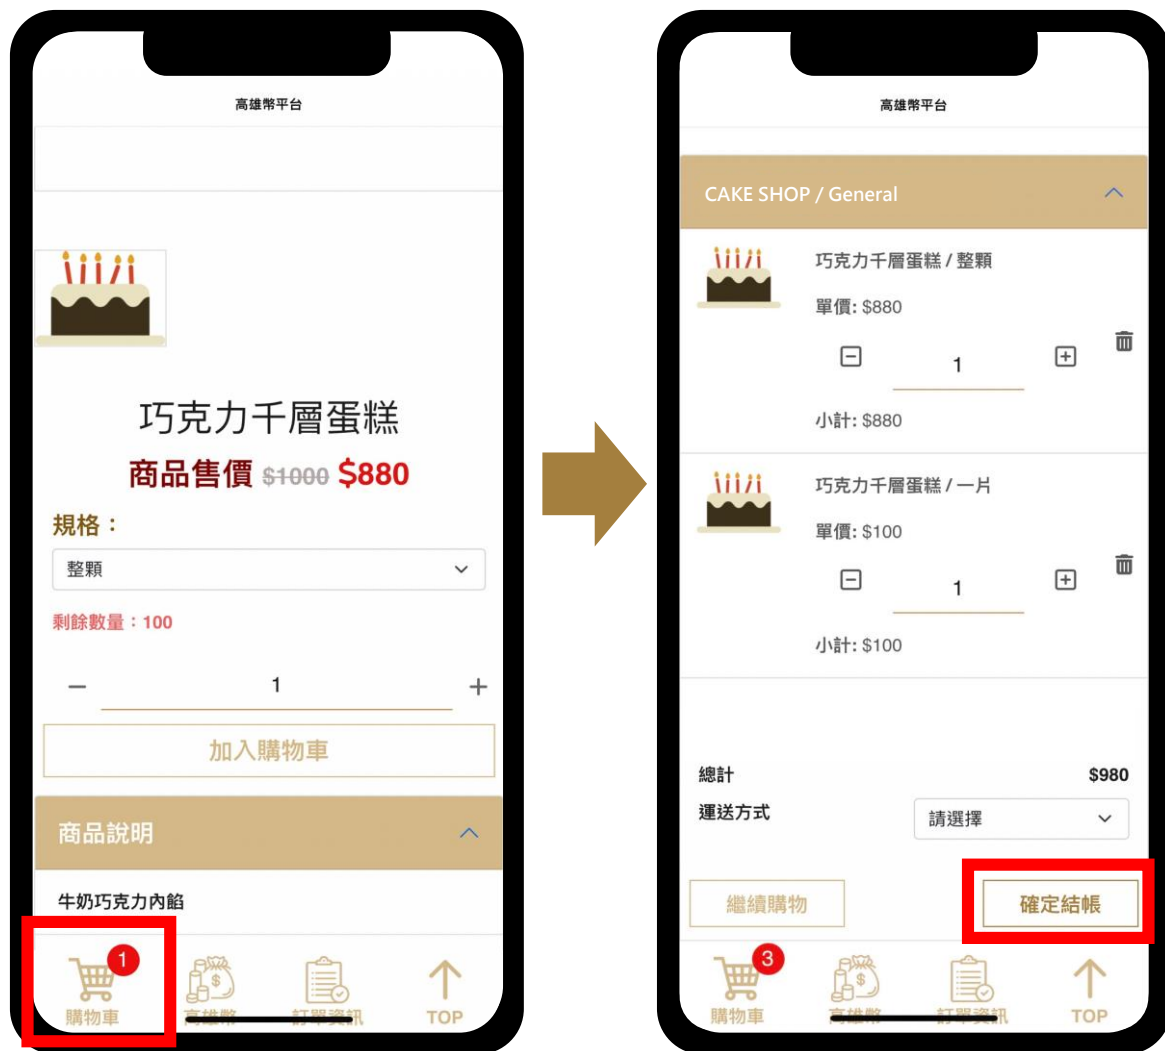 高雄幣平台
巧克力千層蛋糕
商品售價 $1000 $880
規格：
整顆
剩餘數量：100
1
加入購物車
商品說明
牛奶巧克力內餡
1
購物車 高雄幣 訂單資訊 TOP
高雄幣平台
CAKE SHOP / General
巧克力千層蛋糕 / 整顆
單價: $880
1
小計: $880
巧克力千層蛋糕 / 一片
單價: $100
1
小計: $100
總計 $980
運送方式 請選擇
繼續購物 確定結帳
3
購物車 高雄幣 訂單資訊 TOP